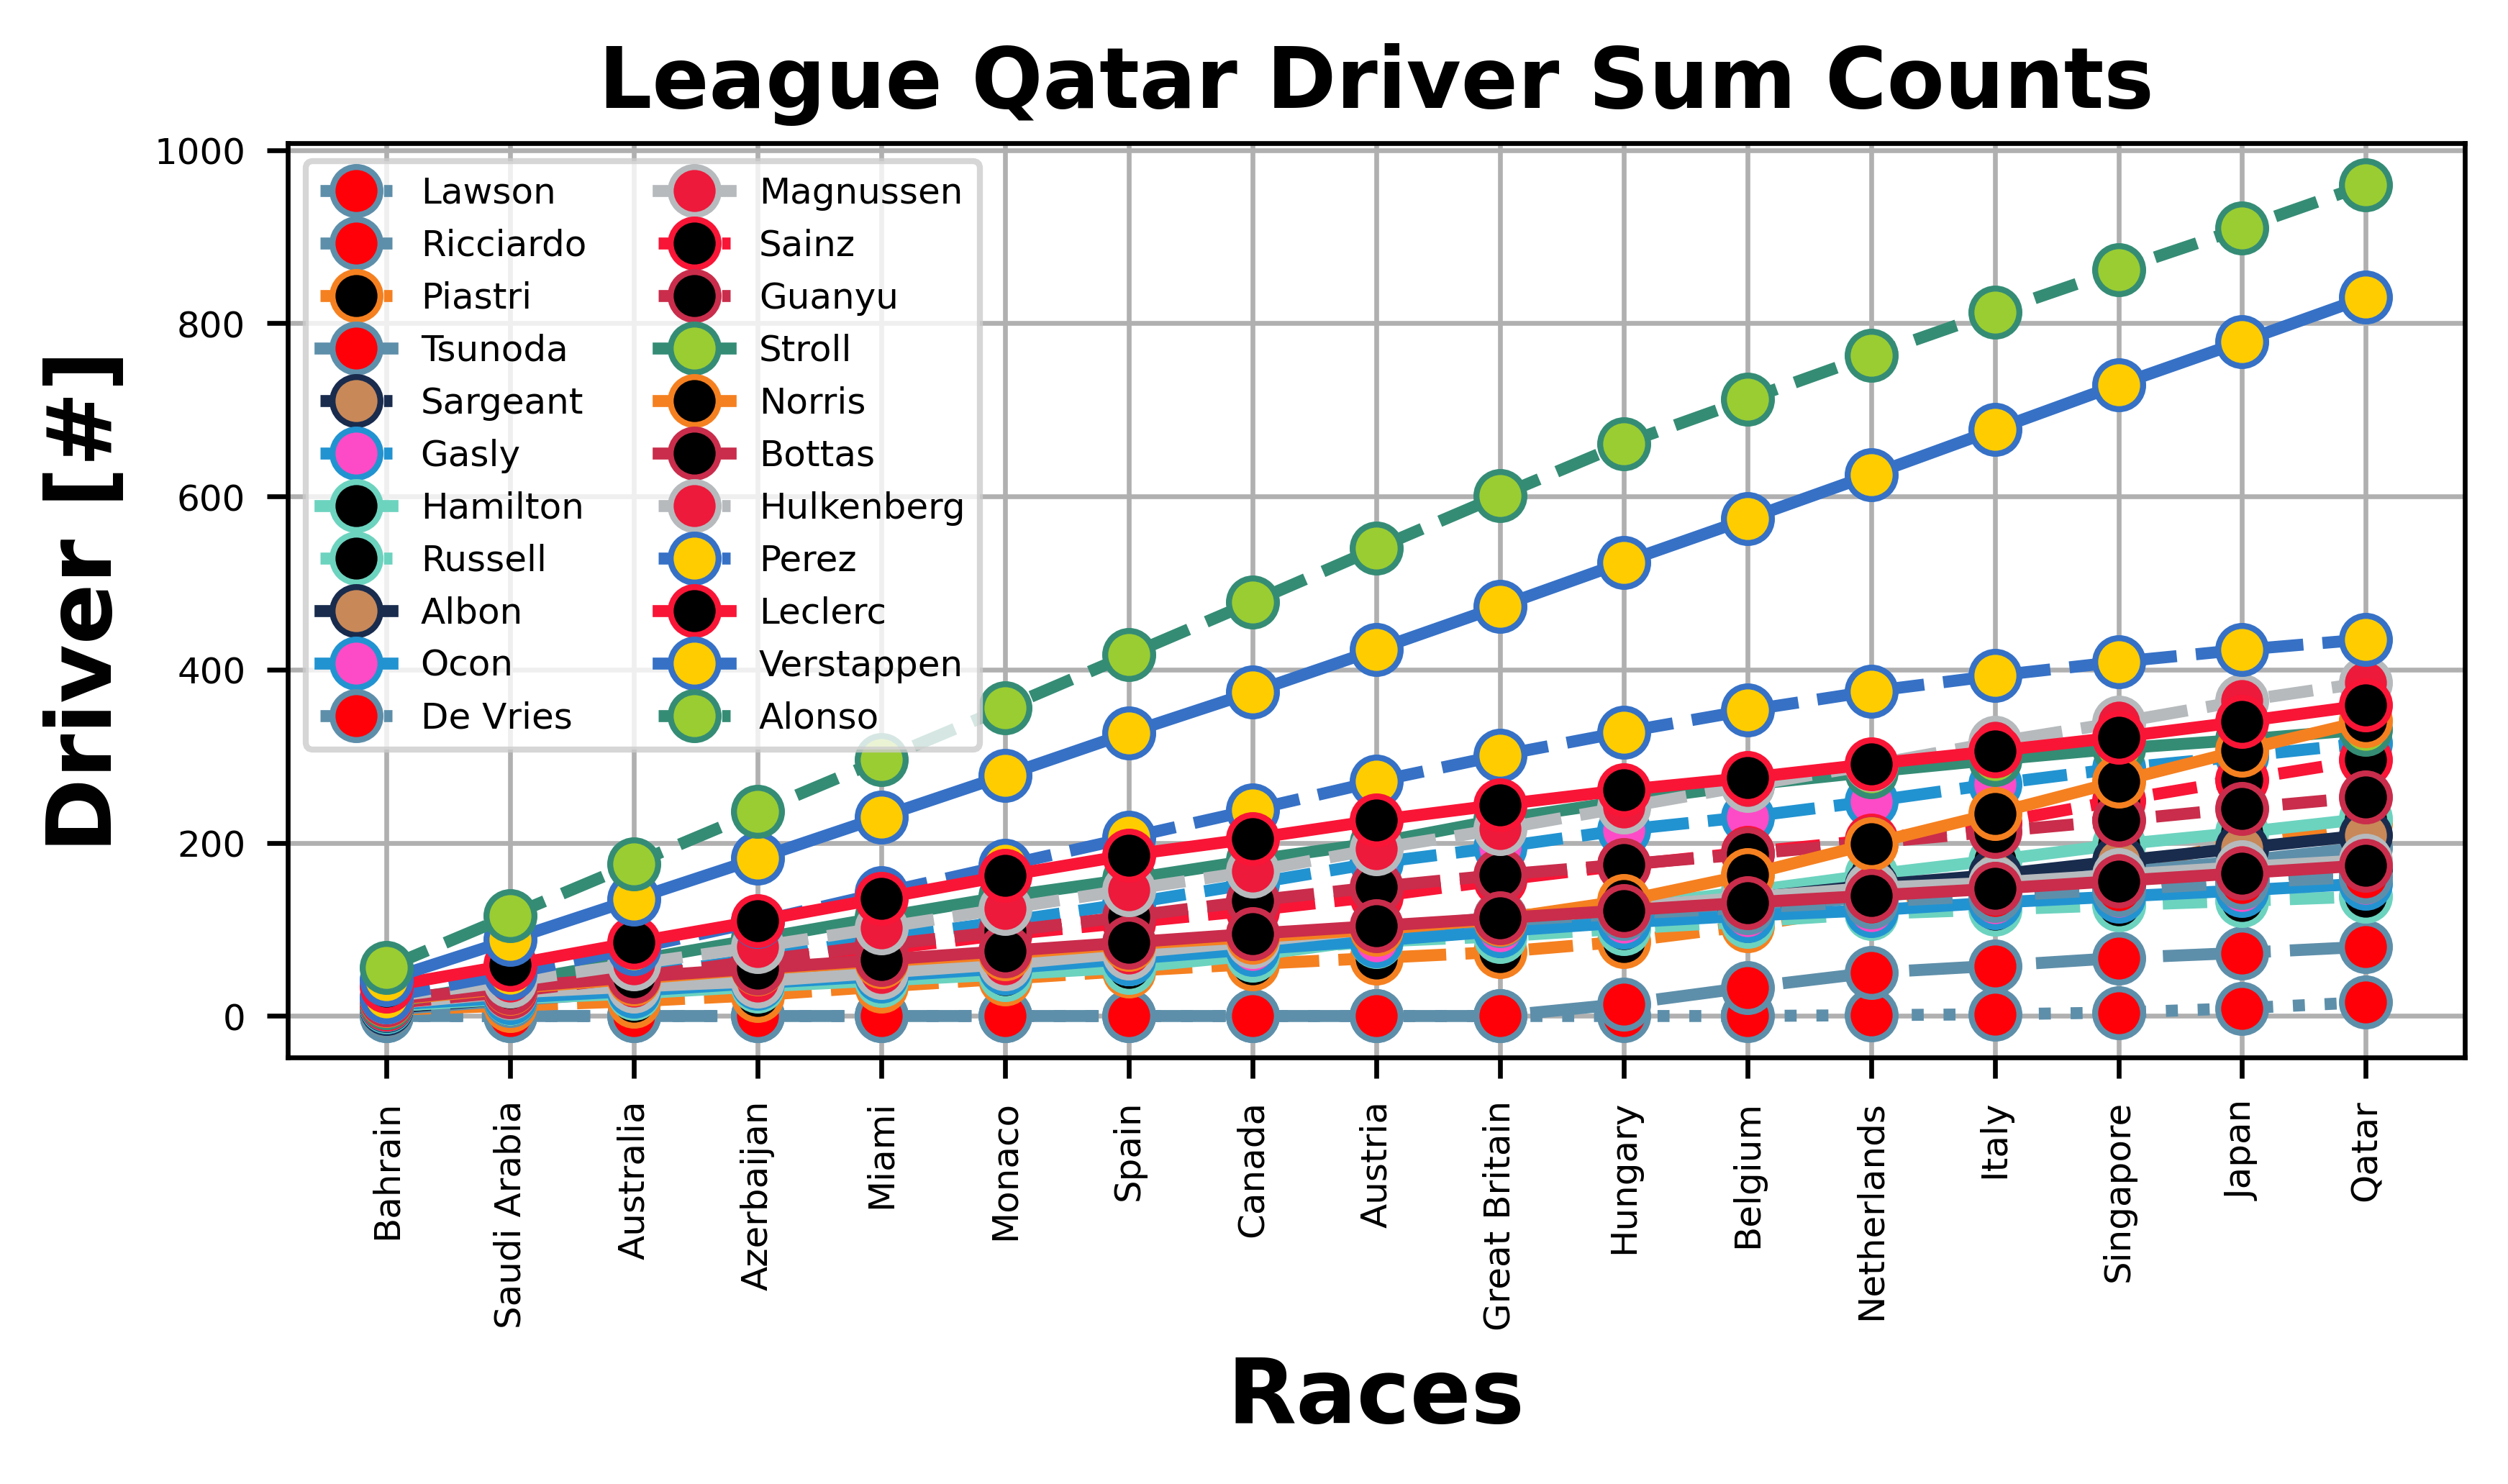 League Qatar Driver Sum Counts
Driver [#]
1000
800
600
400
200
0
Lawson
Ricciardo
Piastri
Tsunoda
Sargeant
Gasly
Hamilton
Russell
Albon
Ocon
De Vries
Magnussen
Sainz
Guanyu
Stroll
Norris
Bottas
Hulkenberg
Perez
Leclerc
Verstappen
Alonso
Bahrain
Saudi Arabia
Australia
Azerbaijan
Miami
Monaco
Spain
Canada
Austria
Great Britain
Hungary
Belgium
Netherlands
Italy
Singapore
Japan
Qatar
Races